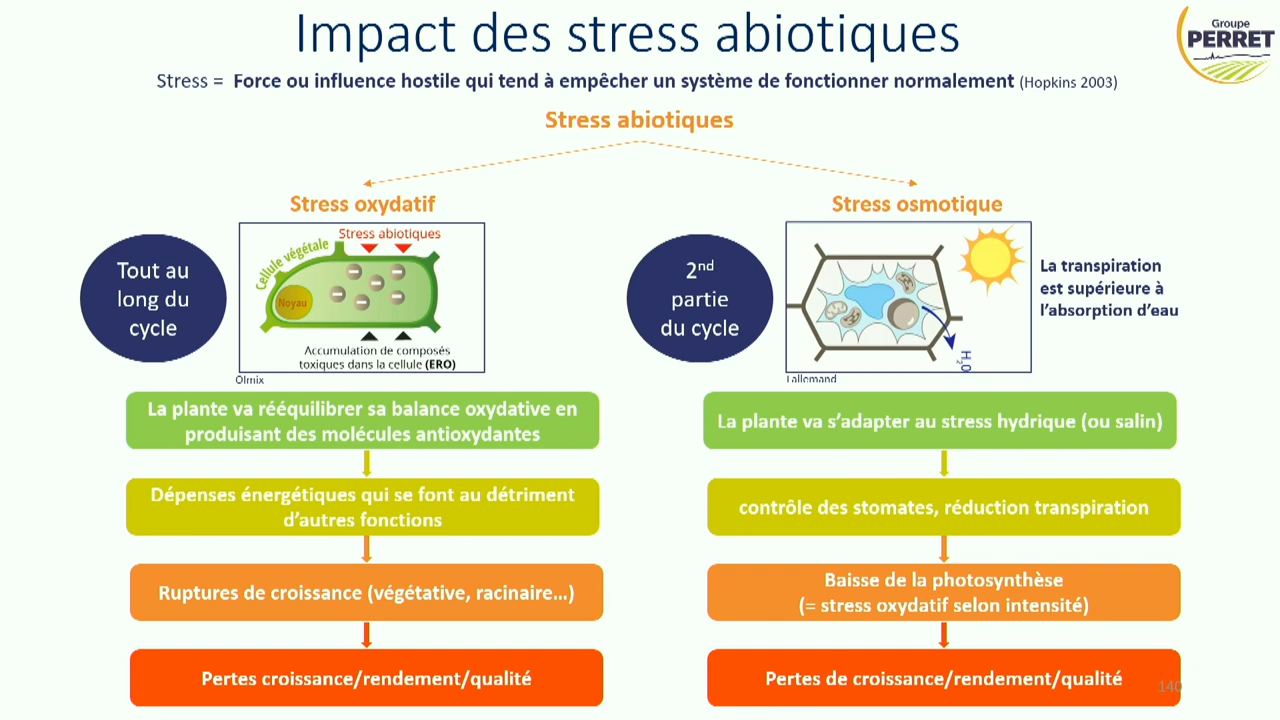 Impact des stress abiotiques
Groupe
PERRET
Stress = Force ou influence hostile qui tend à empêcher un système de fonctionner normalement (Hopkins 2003)
Stress abiotiques
Stress oxydatif
Tout au
long du
cycle
Stress abiotiques
Cellule végétale
Noyau
Accumulation de composés
toxiques dans la cellule (ERO)
Olmix
La plante va rééquilibrer sa balance oxydative en
produisant des molécules antioxydantes
Dépenses énergétiques qui se font au détriment
d'autres fonctions
Ruptures de croissance (végétative, racinaire...)
Pertes croissance/rendement/qualité
Stress osmotique
2nd
partie
du cycle
H2O
La transpiration
est supérieure à
l'absorption d'eau
Lallemand
La plante va s'adapter au stress hydrique (ou salin)
contrôle des stomates, réduction transpiration
Baisse de la photosynthèse
(= stress oxydatif selon intensité)
Pertes de croissance/rendement/qualité
140